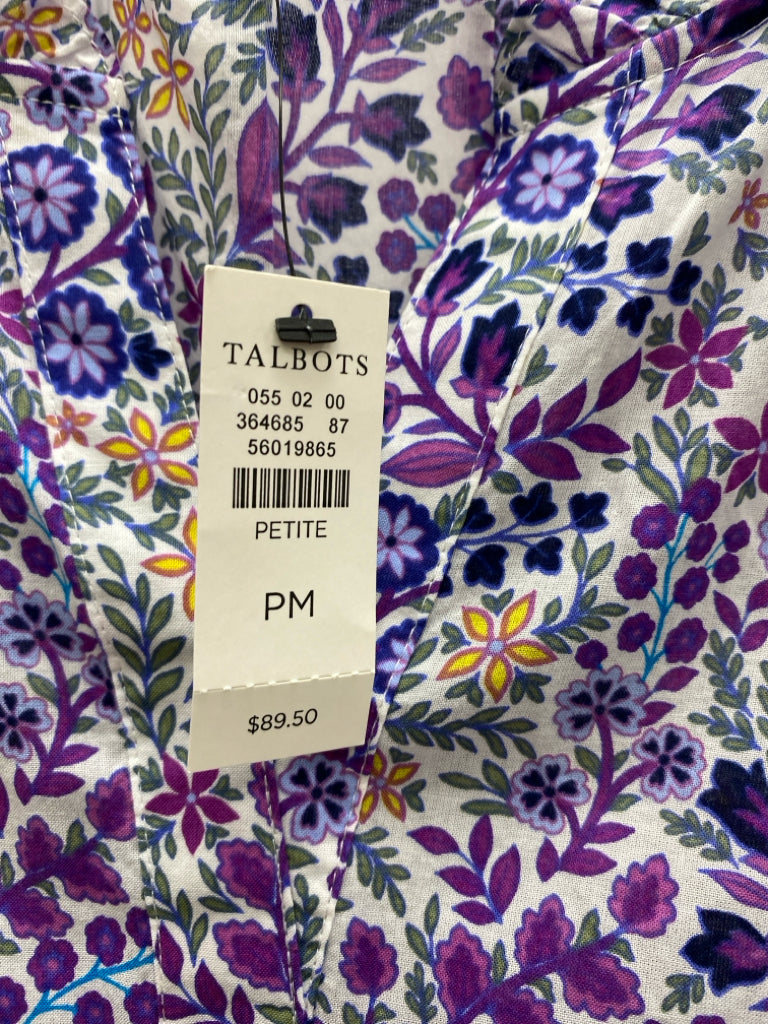 TALBOTS
055 02 00
364685 87
56019865
PETITE
PM
$89.50